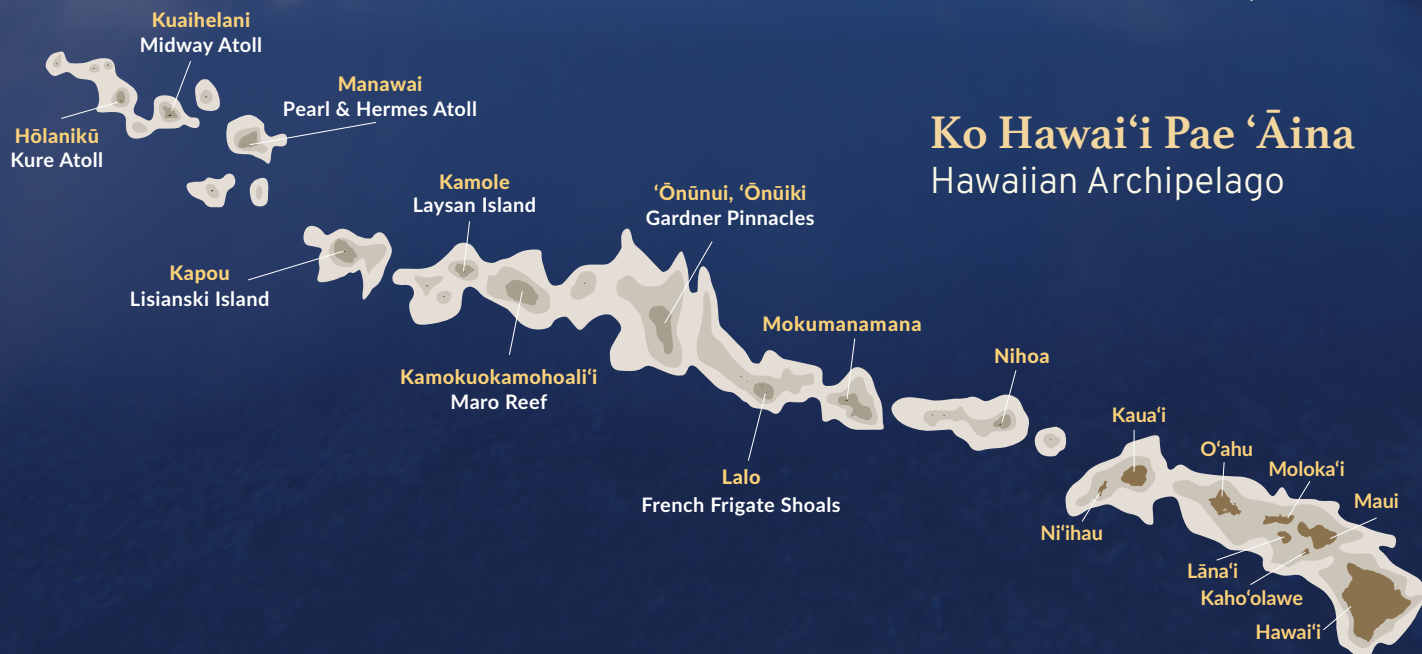 Kuaihelani
Midway Atoll
Manawai
Pearl & Hermes Atoll
Hōlanikū
Kure Atoll
Ko Hawaiʻi Pae ʻĀina
Hawaiian Archipelago
Kamole
Laysan Island
ʻŌnūnui, ʻŌnūiki
Gardner Pinnacles
Kapou
Lisianski Island
Mokumanamana
Nihoa
Kamokuokamohoaliʻi
Maro Reef
Kauaʻi
Oʻahu
Molokaʻi
Maui
Lalo
French Frigate Shoals
Niʻihau
Lānaʻi
Kahoʻolawe
Hawaiʻi